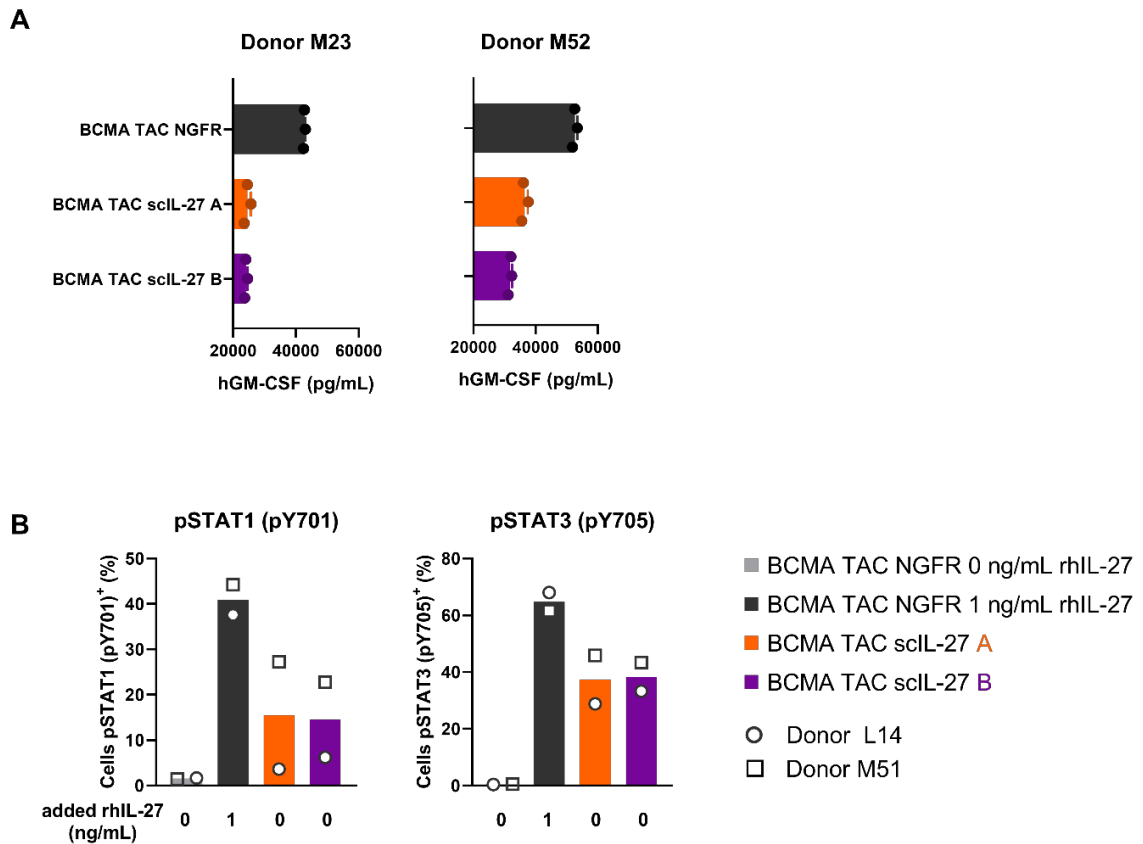 A
Donor M23
Donor M52
BCMA TAC NGFR
BCMA TAC scIL-27 A
BCMA TAC scIL-27 B
20000 40000 60000
20000 40000 60000
hGM-CSF (pg/mL)
hGM-CSF (pg/mL)
B
pSTAT1 (pY701)
pSTAT3 (pY705)
Cells pSTAT1 (pY701)+ (%)
50
40
30
20
10
0
Cells pSTAT3 (pY705)+ (%)
80
60
40
20
0
added rhIL-27
(ng/mL)
0 1 0 0
0 1 0 0
BCMA TAC NGFR 0 ng/mL rhIL-27
BCMA TAC NGFR 1 ng/mL rhIL-27
BCMA TAC scIL-27 A
BCMA TAC scIL-27 B
Donor L14
Donor M51